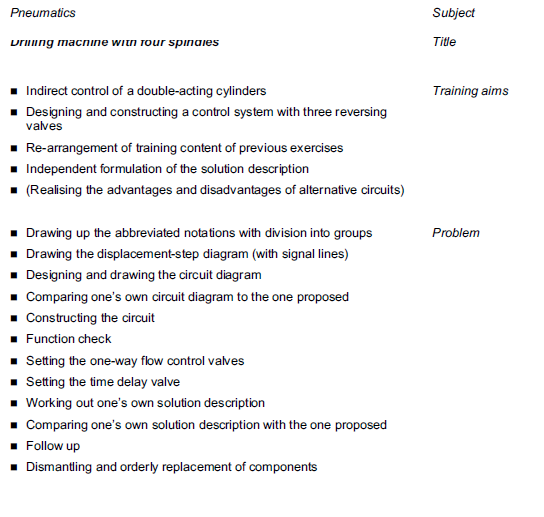 Pneumatics Subject
Drilling machine with four spindles Title
■ Indirect control of a double-acting cylinders Training aims
■ Designing and constructing a control system with three reversing
valves
■ Re-arrangement of training content of previous exercises
■ Independent formulation of the solution description
■ (Realising the advantages and disadvantages of alternative circuits)
■ Drawing up the abbreviated notations with division into groups Problem
■ Drawing the displacement-step diagram (with signal lines)
■ Designing and drawing the circuit diagram
■ Comparing one’s own circuit diagram to the one proposed
■ Constructing the circuit
■ Function check
■ Setting the one-way flow control valves
■ Setting the time delay valve
■ Working out one’s own solution description
■ Comparing one’s own solution description with the one proposed
■ Follow up
■ Dismantling and orderly replacement of components